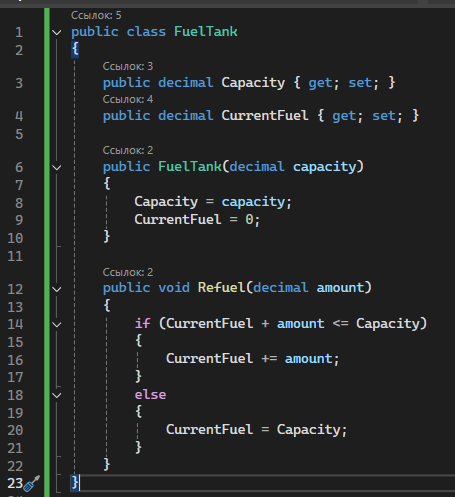 Ссылок: 5
1 public class FuelTank
2 {
Ссылок: 3
3 public decimal Capacity { get; set; }
Ссылок: 4
4 public decimal CurrentFuel { get; set; }
5
Ссылок: 2
6 public FuelTank(decimal capacity)
7 {
8 Capacity = capacity;
9 CurrentFuel = 0;
10 }
11
Ссылок: 2
12 public void Refuel(decimal amount)
13 {
14 if (CurrentFuel + amount <= Capacity)
15 {
16 CurrentFuel += amount;
17 }
18 else
19 {
20 CurrentFuel = Capacity;
21 }
22 }
23 }